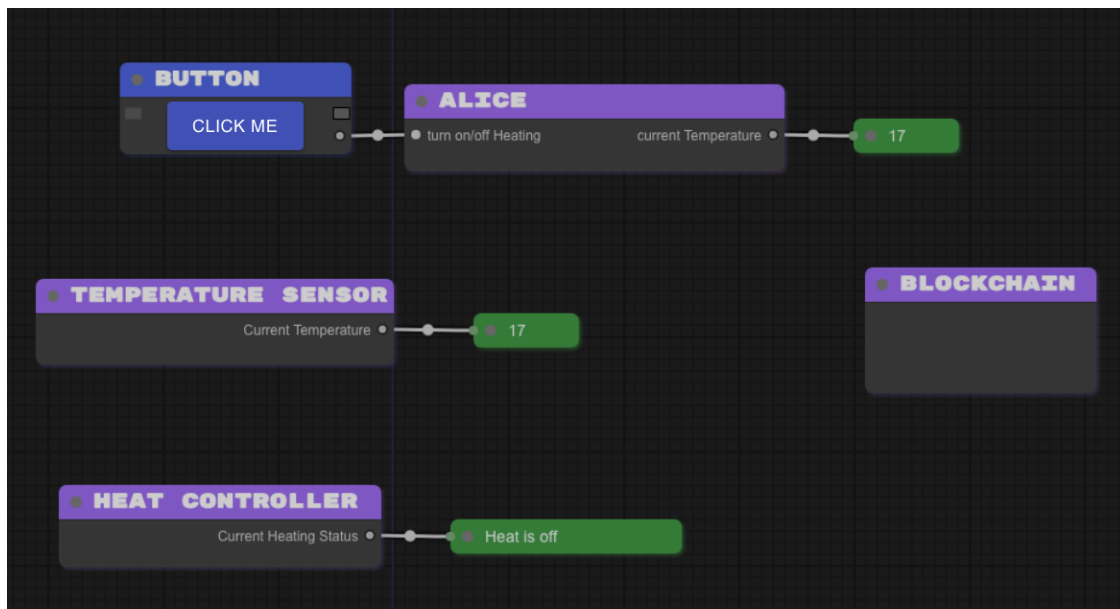 BUTTON
CLICK ME
ALICE
turn on/off Heating
current Temperature
17
TEMPERATURE SENSOR
Current Temperature
17
BLOCKCHAIN
HEAT CONTROLLER
Current Heating Status
Heat is off